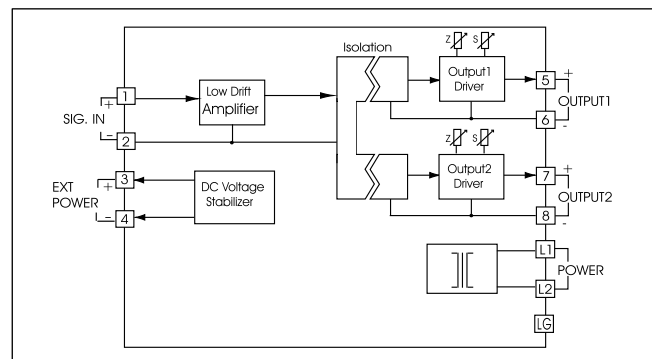 Isolation
Z S
1
+
SIG. IN
−
2
Low Drift
Amplifier
Output1
Driver
5
+
OUTPUT1
6
-
Z S
3
+
EXT
POWER
−
4
DC Voltage
Stabilizer
Output2
Driver
7
+
OUTPUT2
8
-
L1
POWER
L2
LG